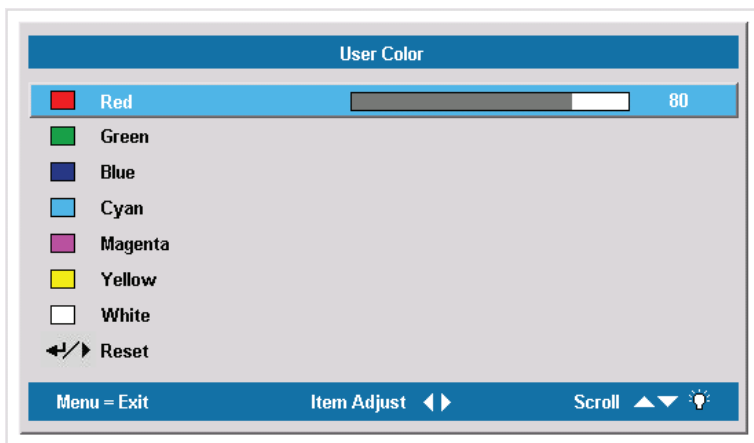 User Color
Red 80
Green
Blue
Cyan
Magenta
Yellow
White
Reset
Menu = Exit Item Adjust Scroll